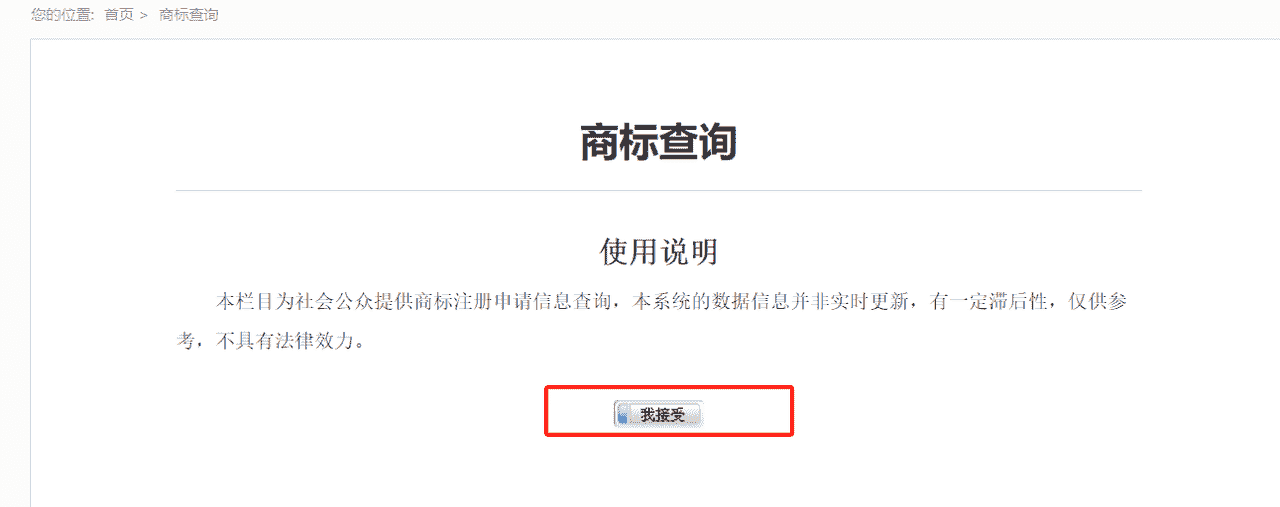 您的位置: 首页 > 商标查询
商标查询
使用说明
本栏目为社会公众提供商标注册申请信息查询，本系统的数据信息并非实时更新，有一定滞后性，仅供参
考，不具有法律效力。
我接受